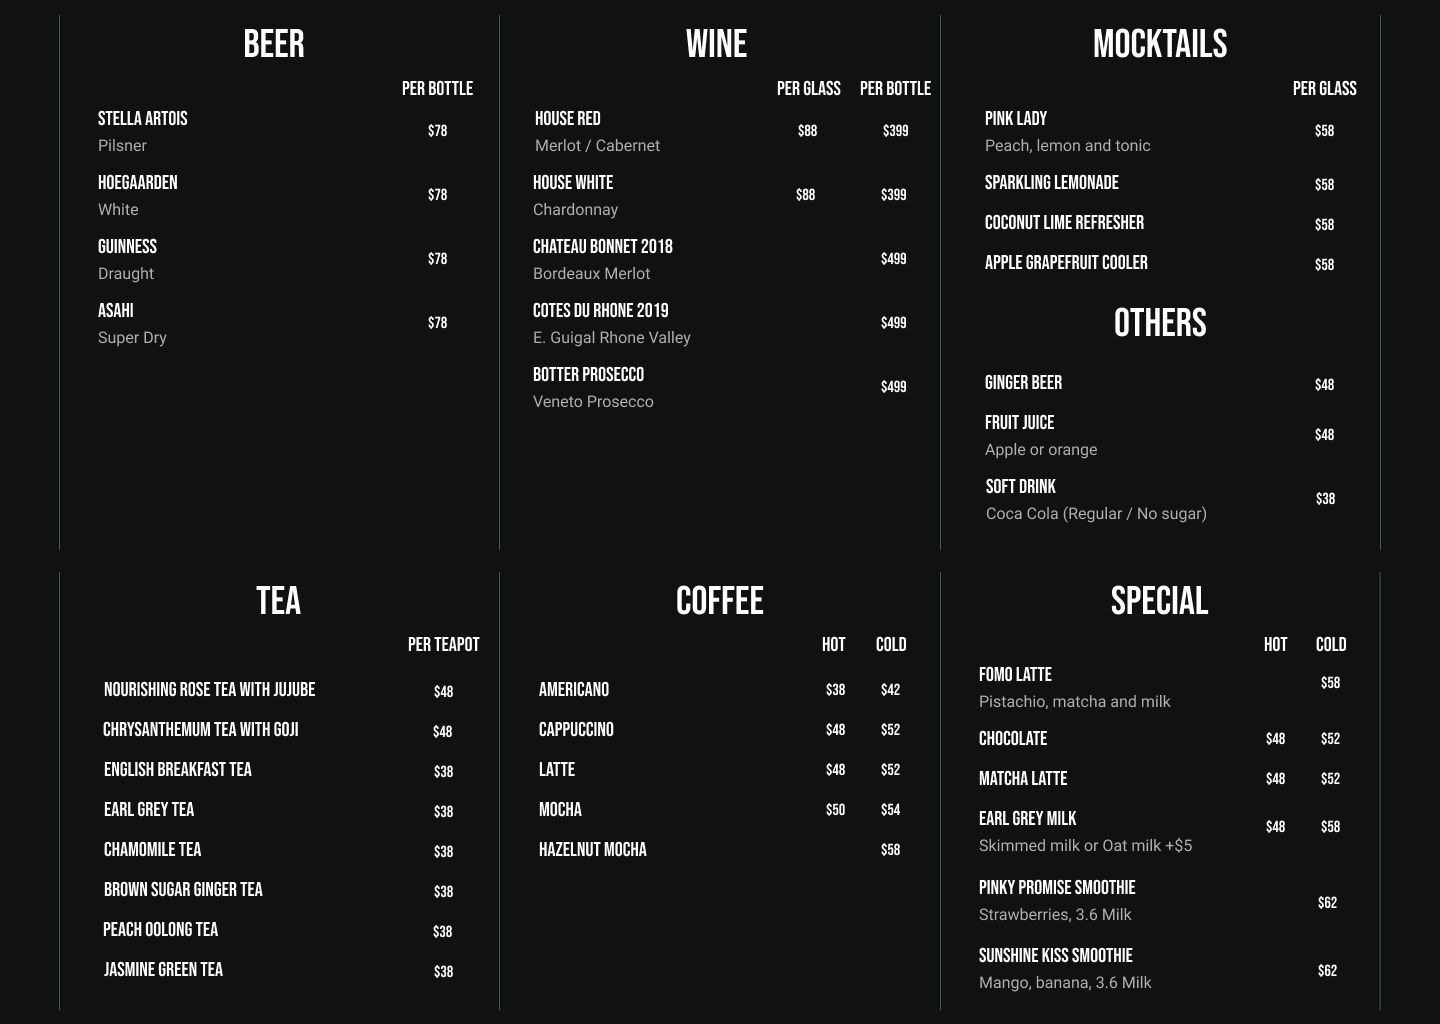 BEER
PER BOTTLE
STELLA ARTOIS $78
Pilsner
HOEGAARDEN $78
White
GUINNESS $78
Draught
ASAHI $78
Super Dry
WINE
PER GLASS PER BOTTLE
HOUSE RED $88 $399
Merlot / Cabernet
HOUSE WHITE $88 $399
Chardonnay
CHATEAU BONNET 2018 $499
Bordeaux Merlot
COTES DU RHONE 2019 $499
E. Guigal Rhone Valley
BOTTER PROSECCO $499
Veneto Prosecco
MOCKTAILS
PER GLASS
PINK LADY $58
Peach, lemon and tonic
SPARKLING LEMONADE $58
COCONUT LIME REFRESHER $58
APPLE GRAPEFRUIT COOLER $58
OTHERS
GINGER BEER $48
FRUIT JUICE $48
Apple or orange
SOFT DRINK $38
Coca Cola (Regular / No sugar)
TEA
PER TEAPOT
NOURISHING ROSE TEA WITH JUJUBE $48
CHRYSANTHEMUM TEA WITH GOJI $48
ENGLISH BREAKFAST TEA $38
EARL GREY TEA $38
CHAMOMILE TEA $38
BROWN SUGAR GINGER TEA $38
PEACH OOLONG TEA $38
JASMINE GREEN TEA $38
COFFEE
HOT COLD
AMERICANO $38 $42
CAPPUCCINO $48 $52
LATTE $48 $52
MOCHA $50 $54
HAZELNUT MOCHA $58
SPECIAL
HOT COLD
FOMO LATTE $58
Pistachio, matcha and milk
CHOCOLATE $48 $52
MATCHA LATTE $48 $52
EARL GREY MILK $48 $58
Skimmed milk or Oat milk +$5
PINKY PROMISE SMOOTHIE $62
Strawberries, 3.6 Milk
SUNSHINE KISS SMOOTHIE $62
Mango, banana, 3.6 Milk